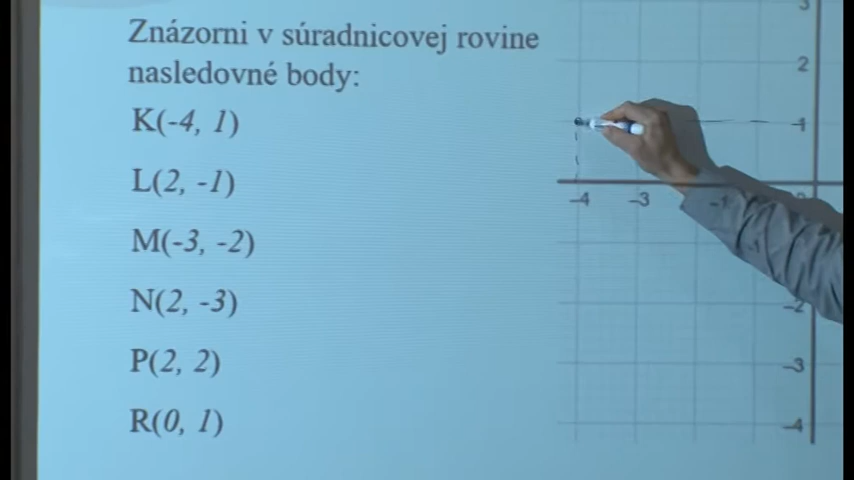 Znázorni v súradnicovej rovine
nasledovné body:
K(-4, 1)
L(2, -1)
M(-3, -2)
N(2, -3)
P(2, 2)
R(0, 1)
3
2
1
-4 -3 -1
-2
-3
-4